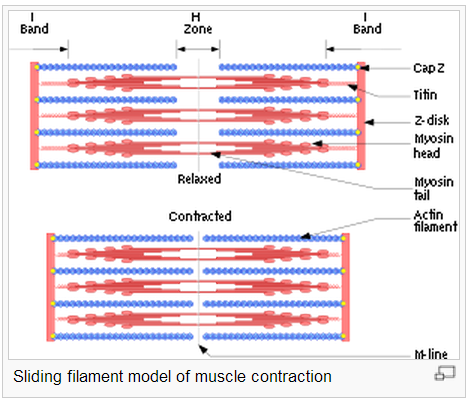 I
Band
H
Zone
I
Band
Cap Z
Titin
Z-disk
Myosin
head
Relaxed
Myosin
tail
Contracted
Actin
filament
M-line
Sliding filament model of muscle contraction